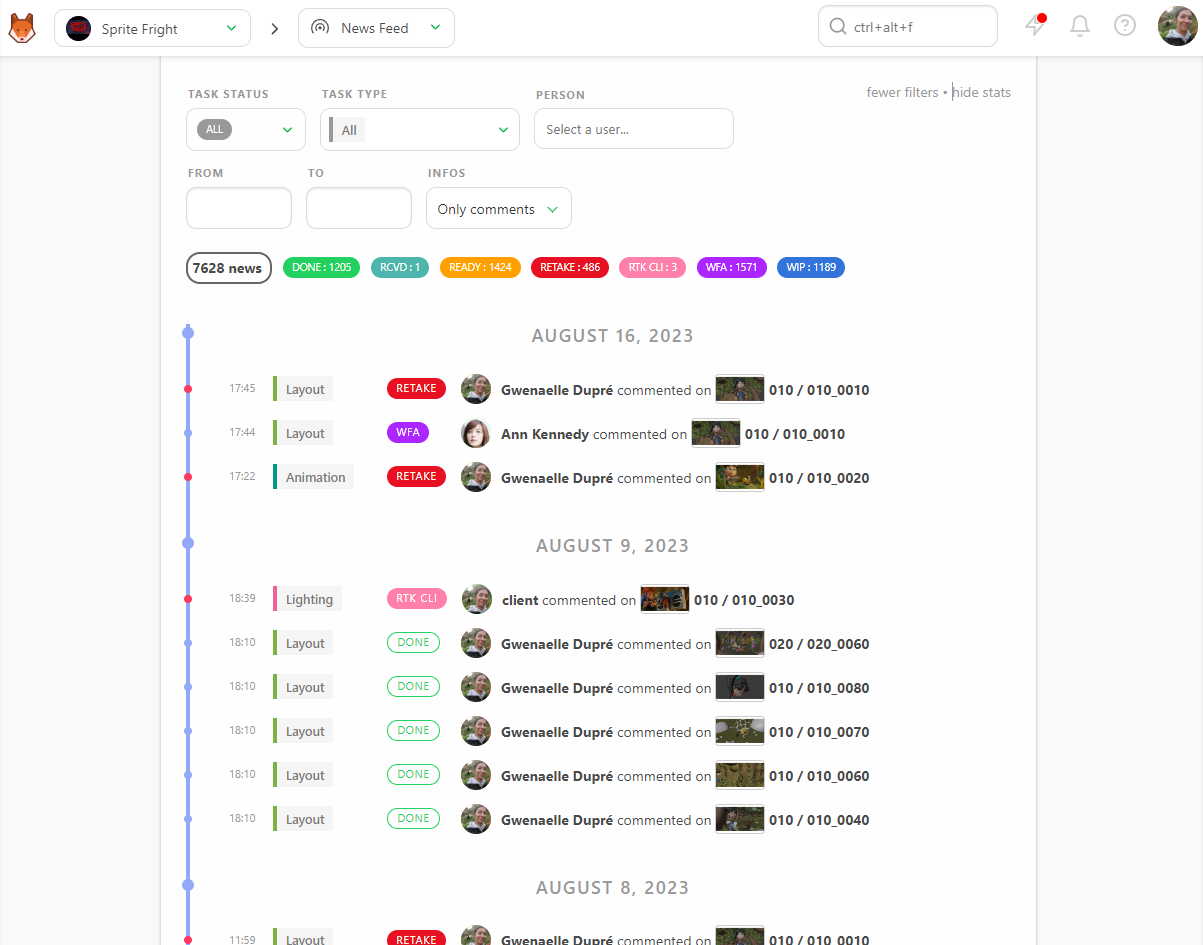 Sprite Fright > News Feed ctrl+alt+f
fewer filters • hide stats
TASK STATUS TASK TYPE PERSON
ALL All Select a user...
FROM TO INFOS
Only comments
7628 news DONE : 1205 RCVD : 1 READY : 1424 RETAKE : 486 RTK CLI : 3 WFA : 1571 WIP : 1189
AUGUST 16, 2023
17:45 Layout RETAKE Gwenaelle Dupré commented on 010 / 010_0010
17:44 Layout WFA Ann Kennedy commented on 010 / 010_0010
17:22 Animation RETAKE Gwenaelle Dupré commented on 010 / 010_0020
AUGUST 9, 2023
18:39 Lighting RTK CLI client commented on 010 / 010_0030
18:10 Layout DONE Gwenaelle Dupré commented on 020 / 020_0060
18:10 Layout DONE Gwenaelle Dupré commented on 010 / 010_0080
18:10 Layout DONE Gwenaelle Dupré commented on 010 / 010_0070
18:10 Layout DONE Gwenaelle Dupré commented on 010 / 010_0060
18:10 Layout DONE Gwenaelle Dupré commented on 010 / 010_0040
AUGUST 8, 2023
11:59 Layout RETAKE Gwenaelle Dupré commented on 010 / 010_0010